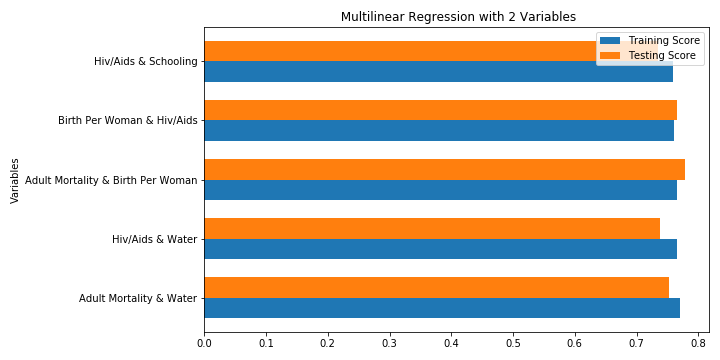 Multilinear Regression with 2 Variables
Training Score
Testing Score
Hiv/Aids & Schooling
Birth Per Woman & Hiv/Aids
Adult Mortality & Birth Per Woman
Hiv/Aids & Water
Adult Mortality & Water
Variables
0.0 0.1 0.2 0.3 0.4 0.5 0.6 0.7 0.8